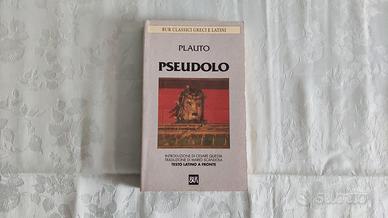 BUR CLASSICI GRECI E LATINI
PLAUTO
PSEUDOLO
INTRODUZIONE DI CESARE QUESTA
TRADUZIONE DI MARIO SCANDOLA
TESTO LATINO A FRONTE
BUR
subito.it